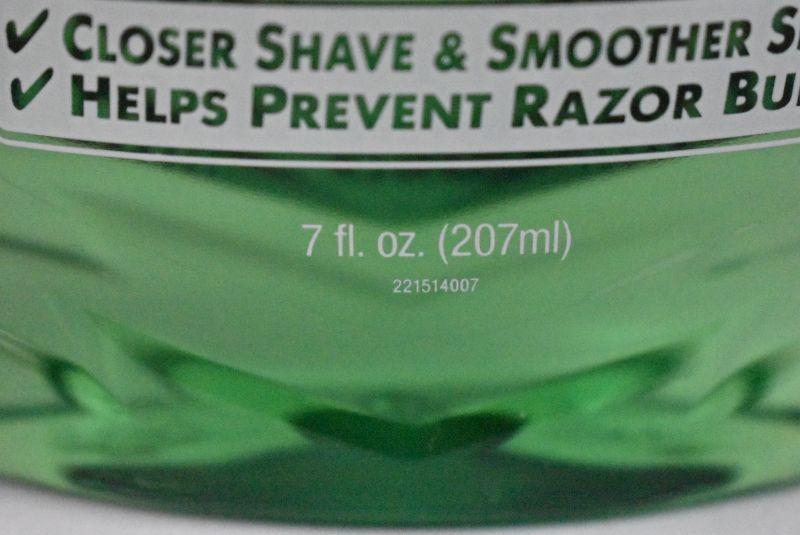 ✓ CLOSER SHAVE & SMOOTHER
✓ HELPS PREVENT RAZOR
7 fl. oz. (207ml)
221514007